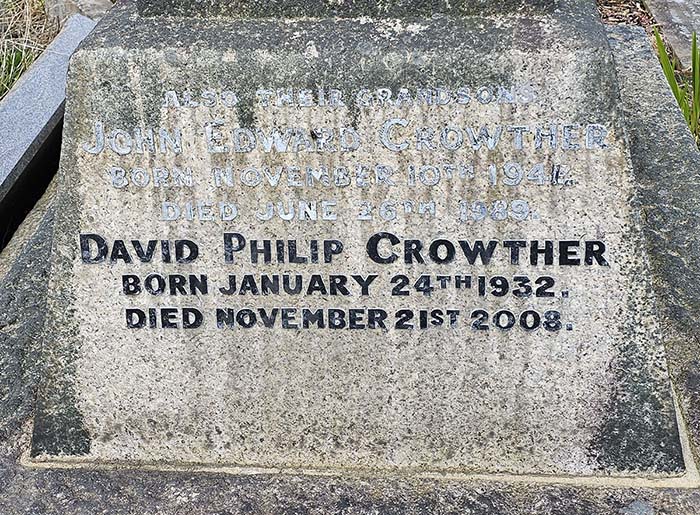 ALSO THEIR GRANDSONS
JOHN EDWARD CROWTHER
BORN NOVEMBER 10TH 1941.
DIED JUNE 26TH 1989.
DAVID PHILIP CROWTHER
BORN JANUARY 24TH 1932.
DIED NOVEMBER 21ST 2008.